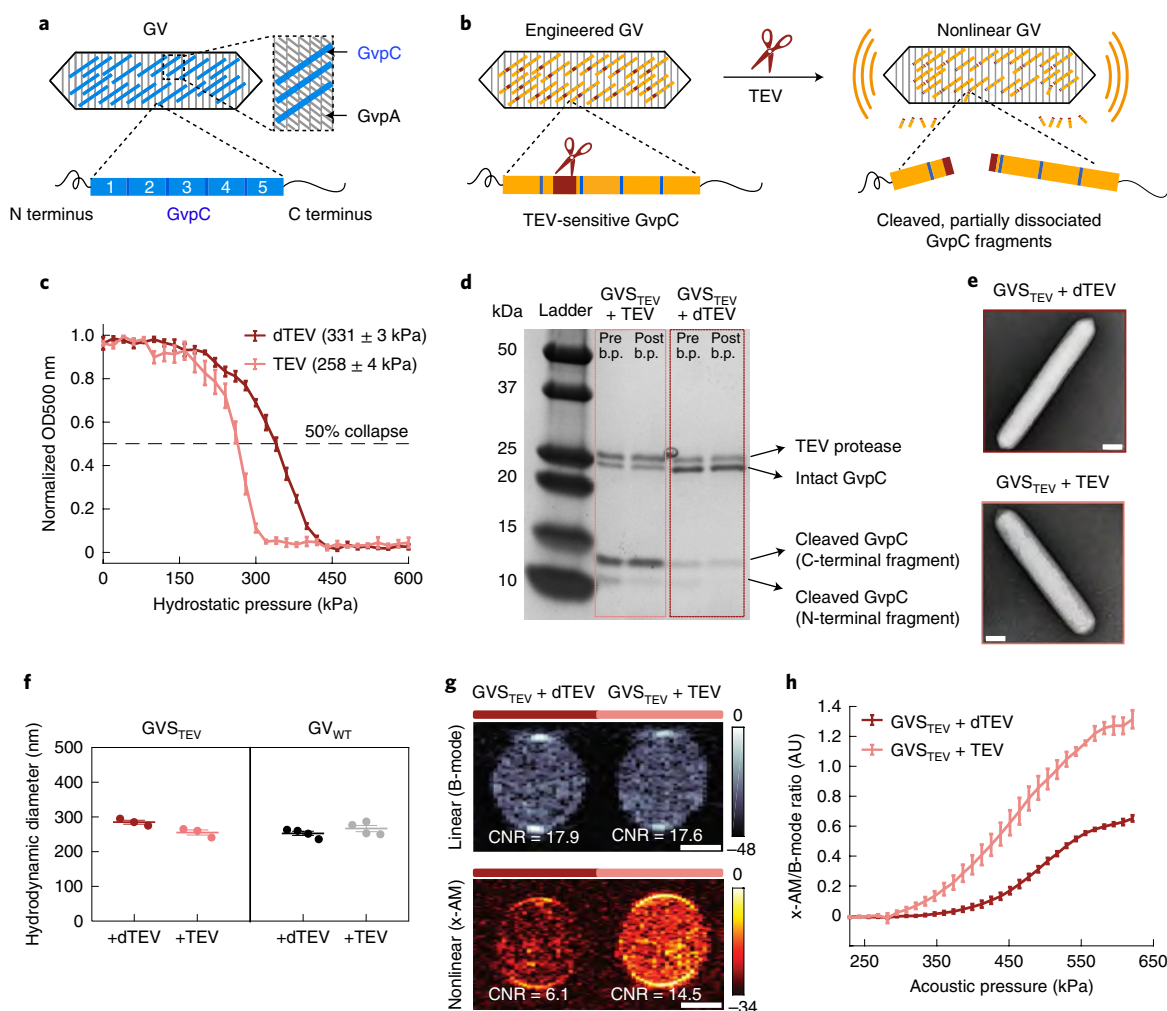 a
GV
GvpC
GvpA
1 2 3 4 5
N terminus
GvpC
C terminus
b
Engineered GV
TEV
Nonlinear GV
TEV-sensitive GvpC
Cleaved, partially dissociated
GvpC fragments
c
Normalized OD500 nm
1.0
0.8
0.6
0.4
0.2
0
dTEV (331 ± 3 kPa)
TEV (258 ± 4 kPa)
50% collapse
0 150 300 450 600
Hydrostatic pressure (kPa)
d
kDa
Ladder
GVS_TEV
+ TEV
GVS_TEV
+ dTEV
Pre Post Pre Post
b.p. b.p. b.p. b.p.
50
37
25
20
15
10
TEV protease
Intact GvpC
Cleaved GvpC
(C-terminal fragment)
Cleaved GvpC
(N-terminal fragment)
e
GVS_TEV + dTEV
GVS_TEV + TEV
f
GVS_TEV
GV_WT
Hydrodynamic diameter (nm)
500
400
300
200
100
0
+dTEV +TEV +dTEV +TEV
g
GVS_TEV + dTEV GVS_TEV + TEV
Linear (B-mode)
CNR = 17.9 CNR = 17.6
0
–48
Nonlinear (x-AM)
CNR = 6.1 CNR = 14.5
0
–34
h
x-AM/B-mode ratio (AU)
1.4
1.2
1.0
0.8
0.6
0.4
0.2
0
GVS_TEV + dTEV
GVS_TEV + TEV
250 350 450 550 650
Acoustic pressure (kPa)